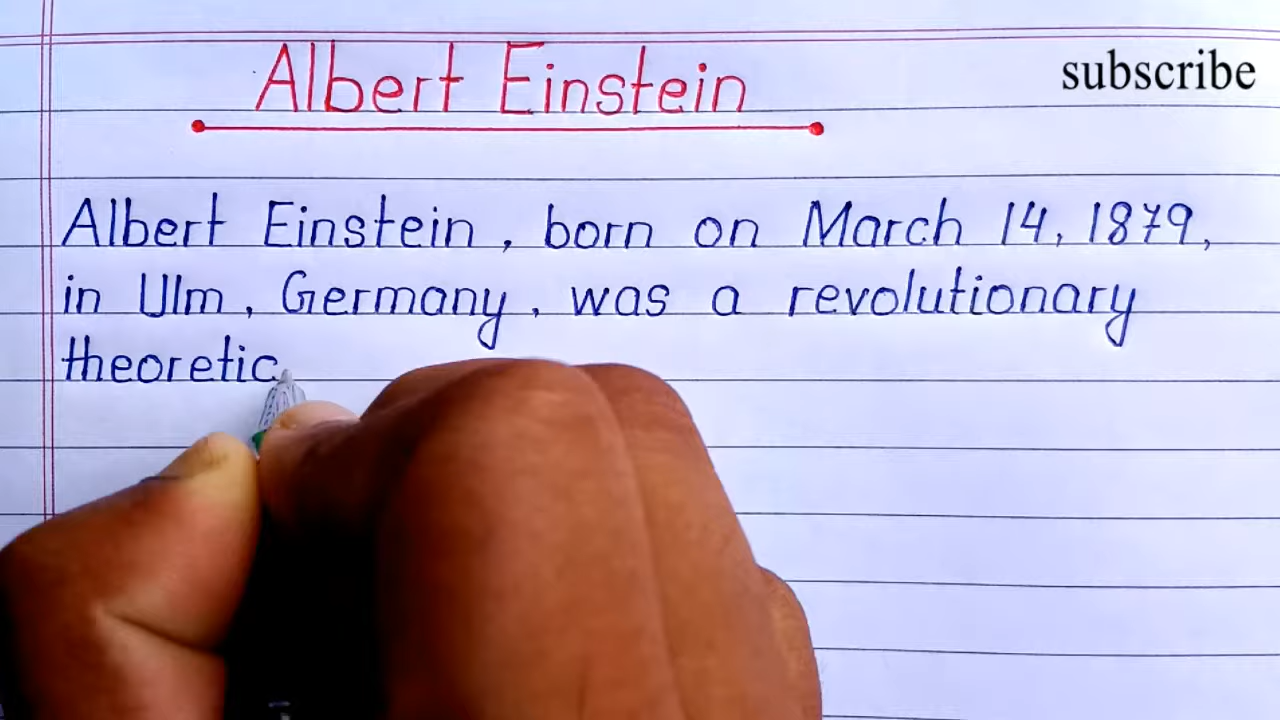 Albert Einstein
subscribe
Albert Einstein, born on March 14, 1879,
in Ulm, Germany, was a revolutionary
theoretic